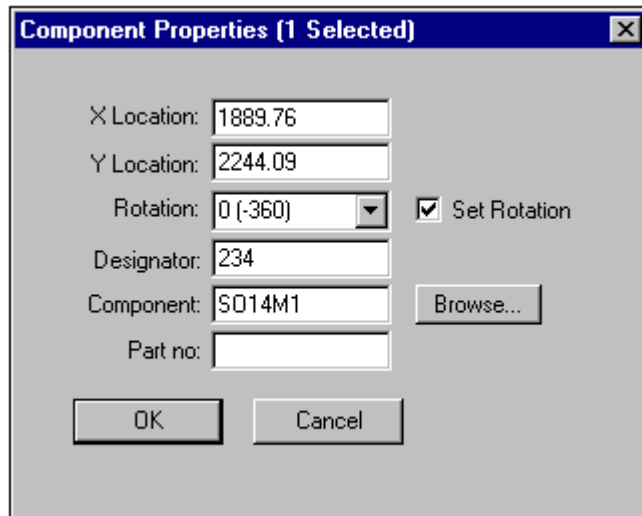 Component Properties (1 Selected)
X Location: 1889.76
Y Location: 2244.09
Rotation: 0 (-360) Set Rotation
Designator: 234
Component: SO14M1 Browse...
Part no:
OK Cancel